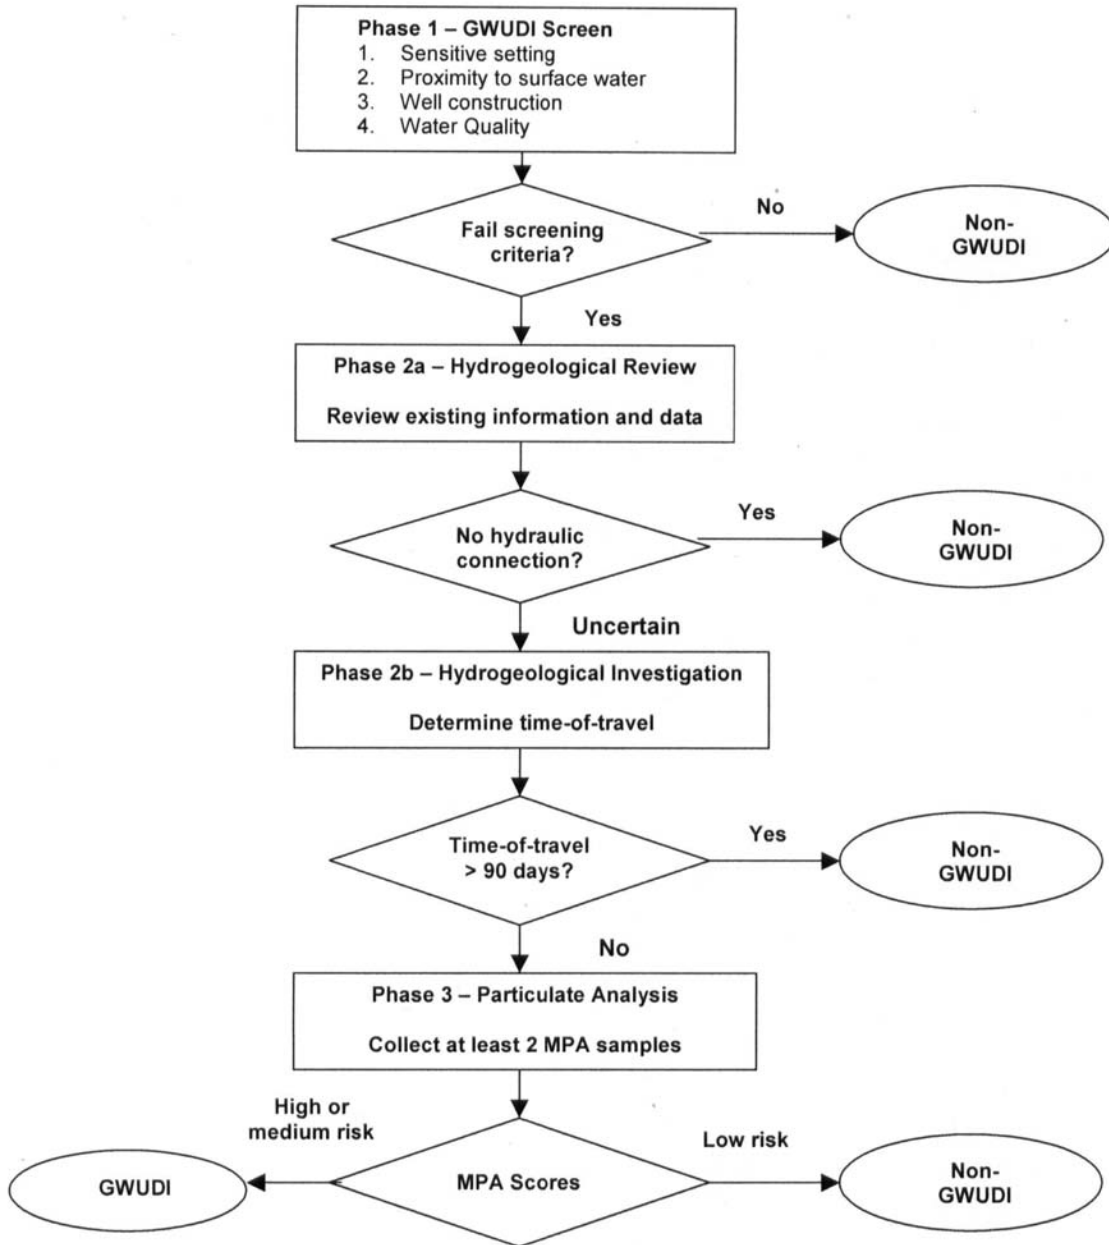 Phase 1 – GWUDI Screen
1. Sensitive setting
2. Proximity to surface water
3. Well construction
4. Water Quality
Fail screening
criteria?
No
Non-
GWUDI
Yes
Phase 2a – Hydrogeological Review
Review existing information and data
No hydraulic
connection?
Yes
Non-
GWUDI
Uncertain
Phase 2b – Hydrogeological Investigation
Determine time-of-travel
Time-of-travel
> 90 days?
Yes
Non-
GWUDI
No
Phase 3 – Particulate Analysis
Collect at least 2 MPA samples
High or
medium risk
GWUDI
MPA Scores
Low risk
Non-
GWUDI